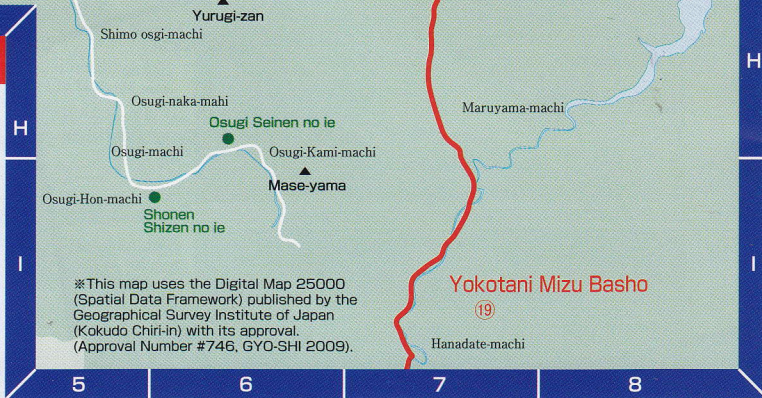 Yurugi-zan
Shimo osgi-machi
H
Osugi-naka-mahi
Maruyama-machi
Osugi Seinen no ie
H
Osugi-machi
Osugi-Kami-machi
Mase-yama
Osugi-Hon-machi
Shonen
Shizen no ie
I
I
※This map uses the Digital Map 25000
(Spatial Data Framework) published by the
Geographical Survey Institute of Japan
(Kokudo Chiri-in) with its approval.
(Approval Number #746, GYO-SHI 2009).
Yokotani Mizu Basho
⑲
Hanadate-machi
5
6
7
8